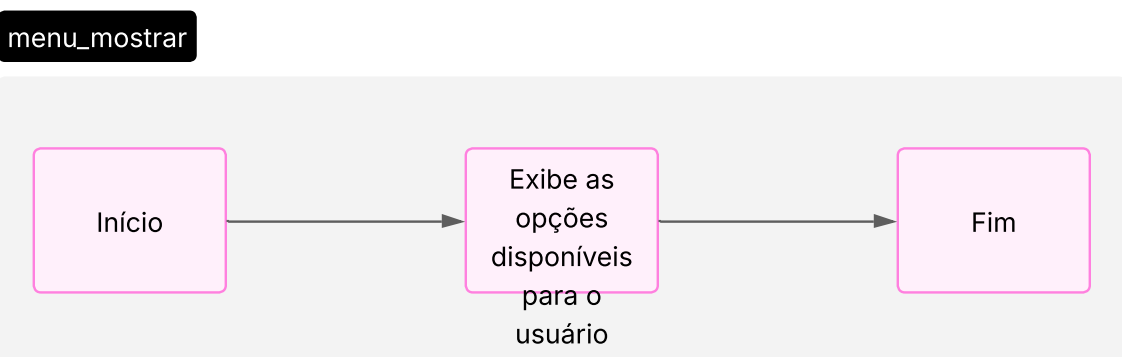 menu_mostrar
Início
Exibe as
opções
disponíveis
para o
usuário
Fim